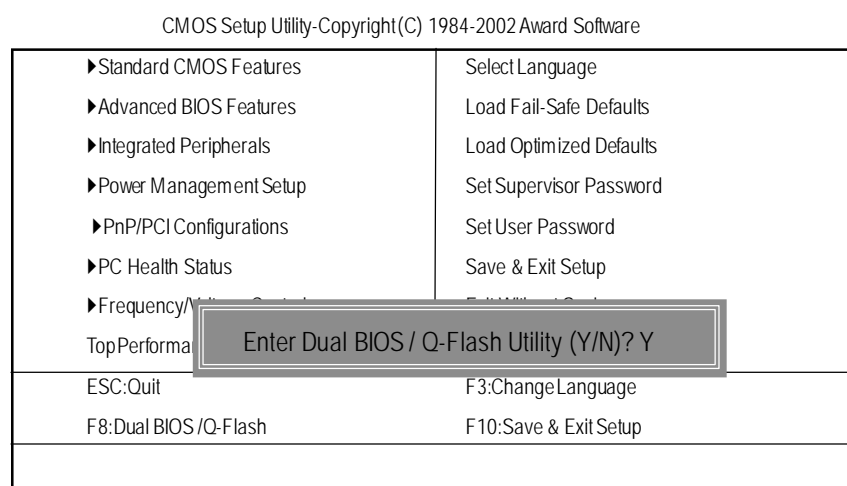 CMOS Setup Utility-Copyright (C) 1984-2002 Award Software
Standard CMOS Features
Select Language
Advanced BIOS Features
Load Fail-Safe Defaults
Integrated Peripherals
Load Optimized Defaults
Power Management Setup
Set Supervisor Password
PnP/PCI Configurations
Set User Password
PC Health Status
Save & Exit Setup
Frequency/
Enter Dual BIOS / Q-Flash Utility (Y/N)? Y
ESC:Quit
F3:Change Language
F8:Dual BIOS /Q-Flash
F10:Save & Exit Setup